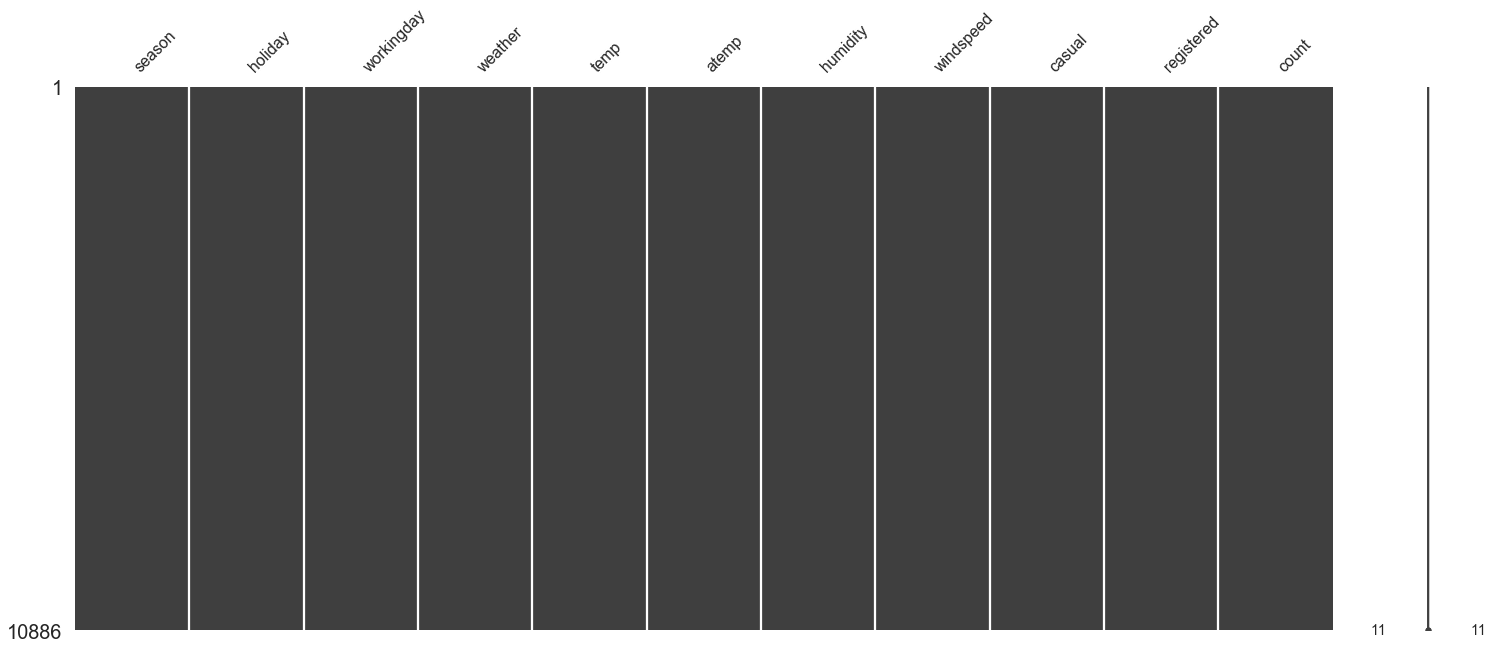 season holiday workingday weather temp atemp humidity windspeed casual registered count
1
10886
11 11